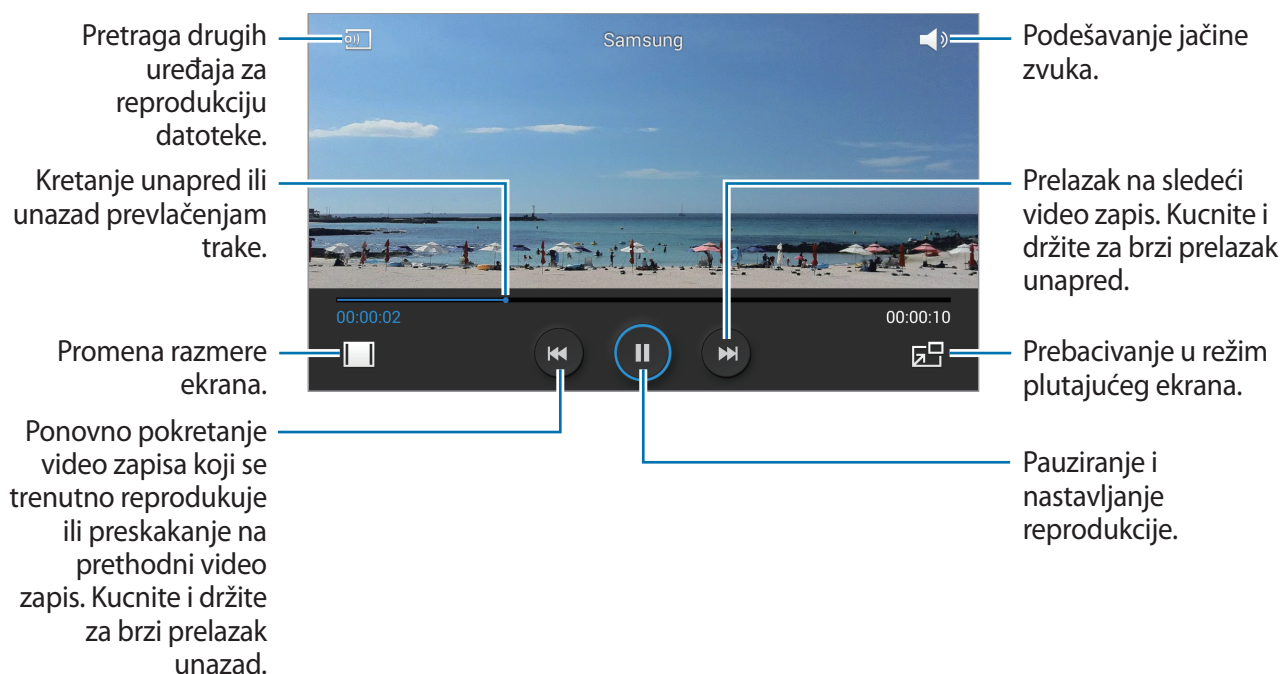 Pretraga drugih
uređaja za
reprodukciju
datoteke.
Kretanje unapred ili
unazad prevlačenjam
trake.
Promena razmere
ekrana.
Ponovno pokretanje
video zapisa koji se
trenutno reprodukuje
ili preskakanje na
prethodni video
zapis. Kucnite i držite
za brzi prelazak
unazad.
Samsung
00:00:02
00:00:10
Podešavanje jačine
zvuka.
Prelazak na sledeći
video zapis. Kucnite i
držite za brzi prelazak
unapred.
Prebacivanje u režim
plutajućeg ekrana.
Pauziranje i
nastavljanje
reprodukcije.